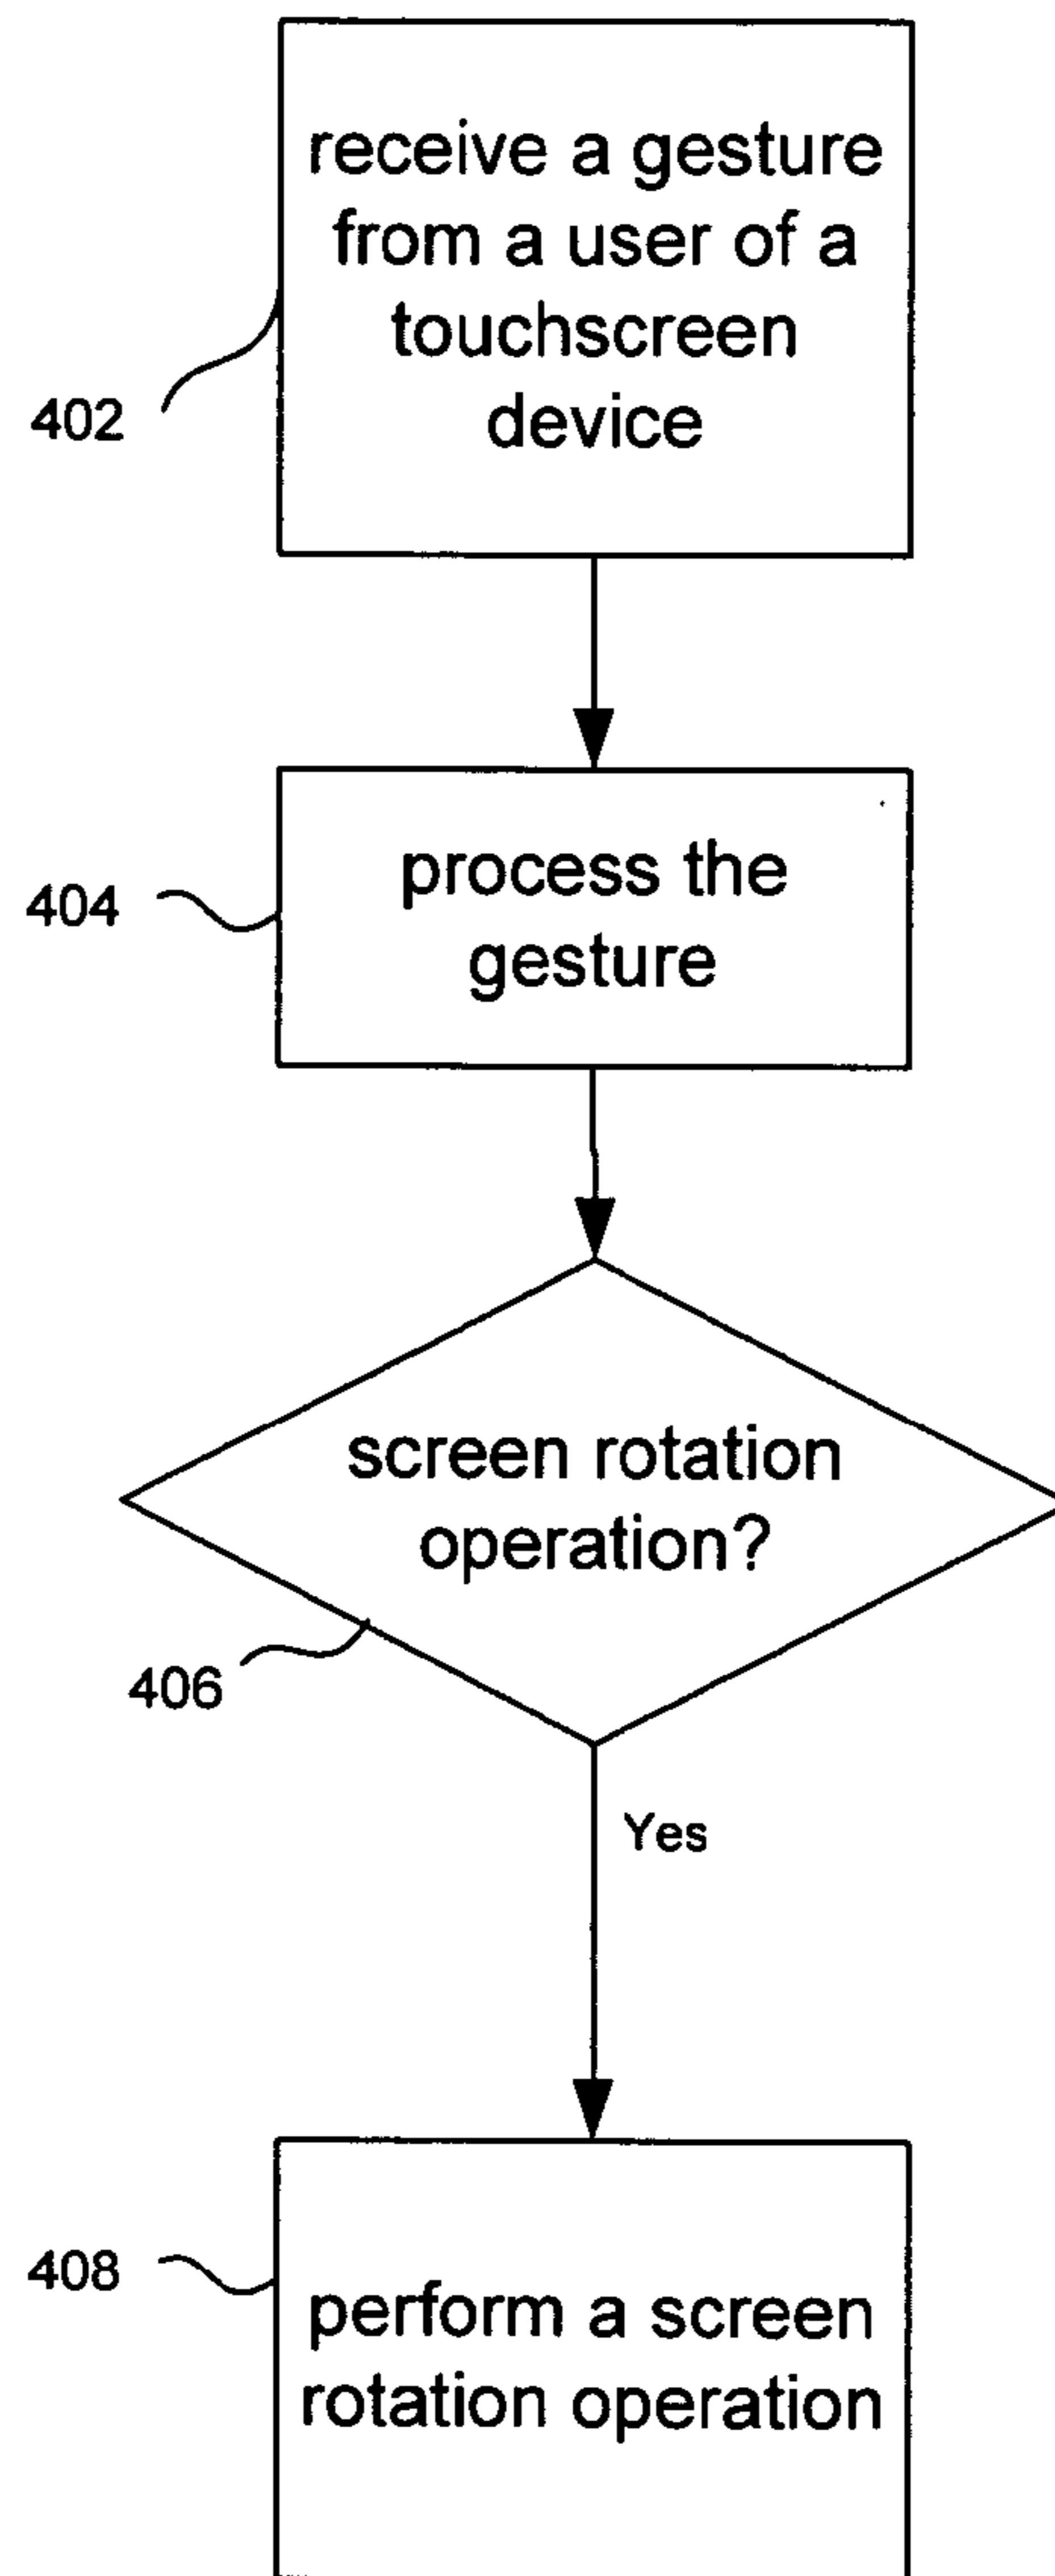 receive a gesture
from a user of a
touchscreen
device
402
process the
gesture
404
screen rotation
operation?
406
Yes
408
perform a screen
rotation operation